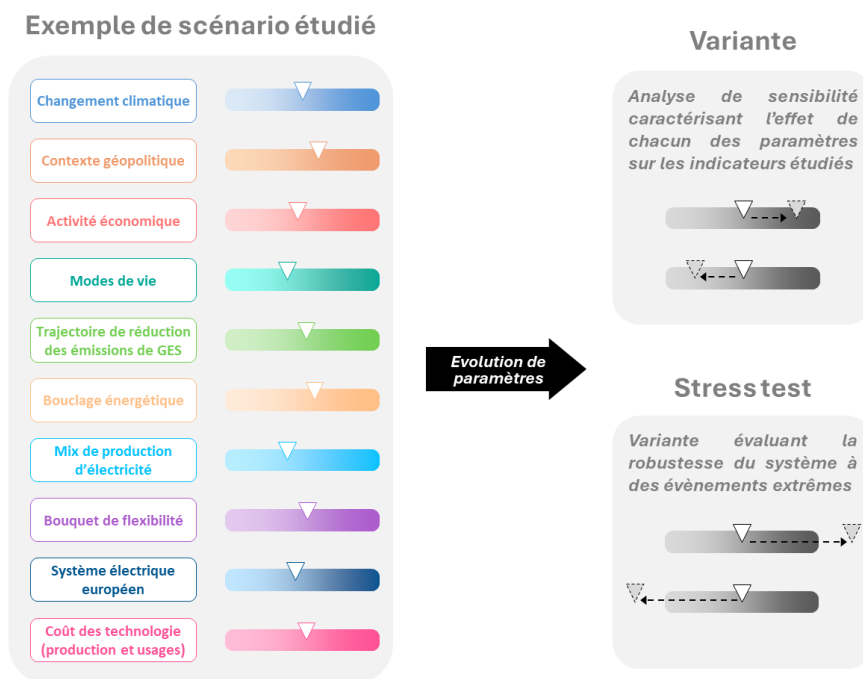 Exemple de scénario étudié
Changement climatique
Contexte géopolitique
Activité économique
Modes de vie
Trajectoire de réduction
des émissions de GES
Bouclage énergétique
Mix de production
d'électricité
Bouquet de flexibilité
Système électrique
européen
Coût des technologie
(production et usages)
Evolution de
paramètres
Variante
Analyse de sensibilité
caractérisant l'effet de
chacun des paramètres
sur les indicateurs étudiés
Stress test
Variante évaluant la
robustesse du système à
des évènements extrêmes